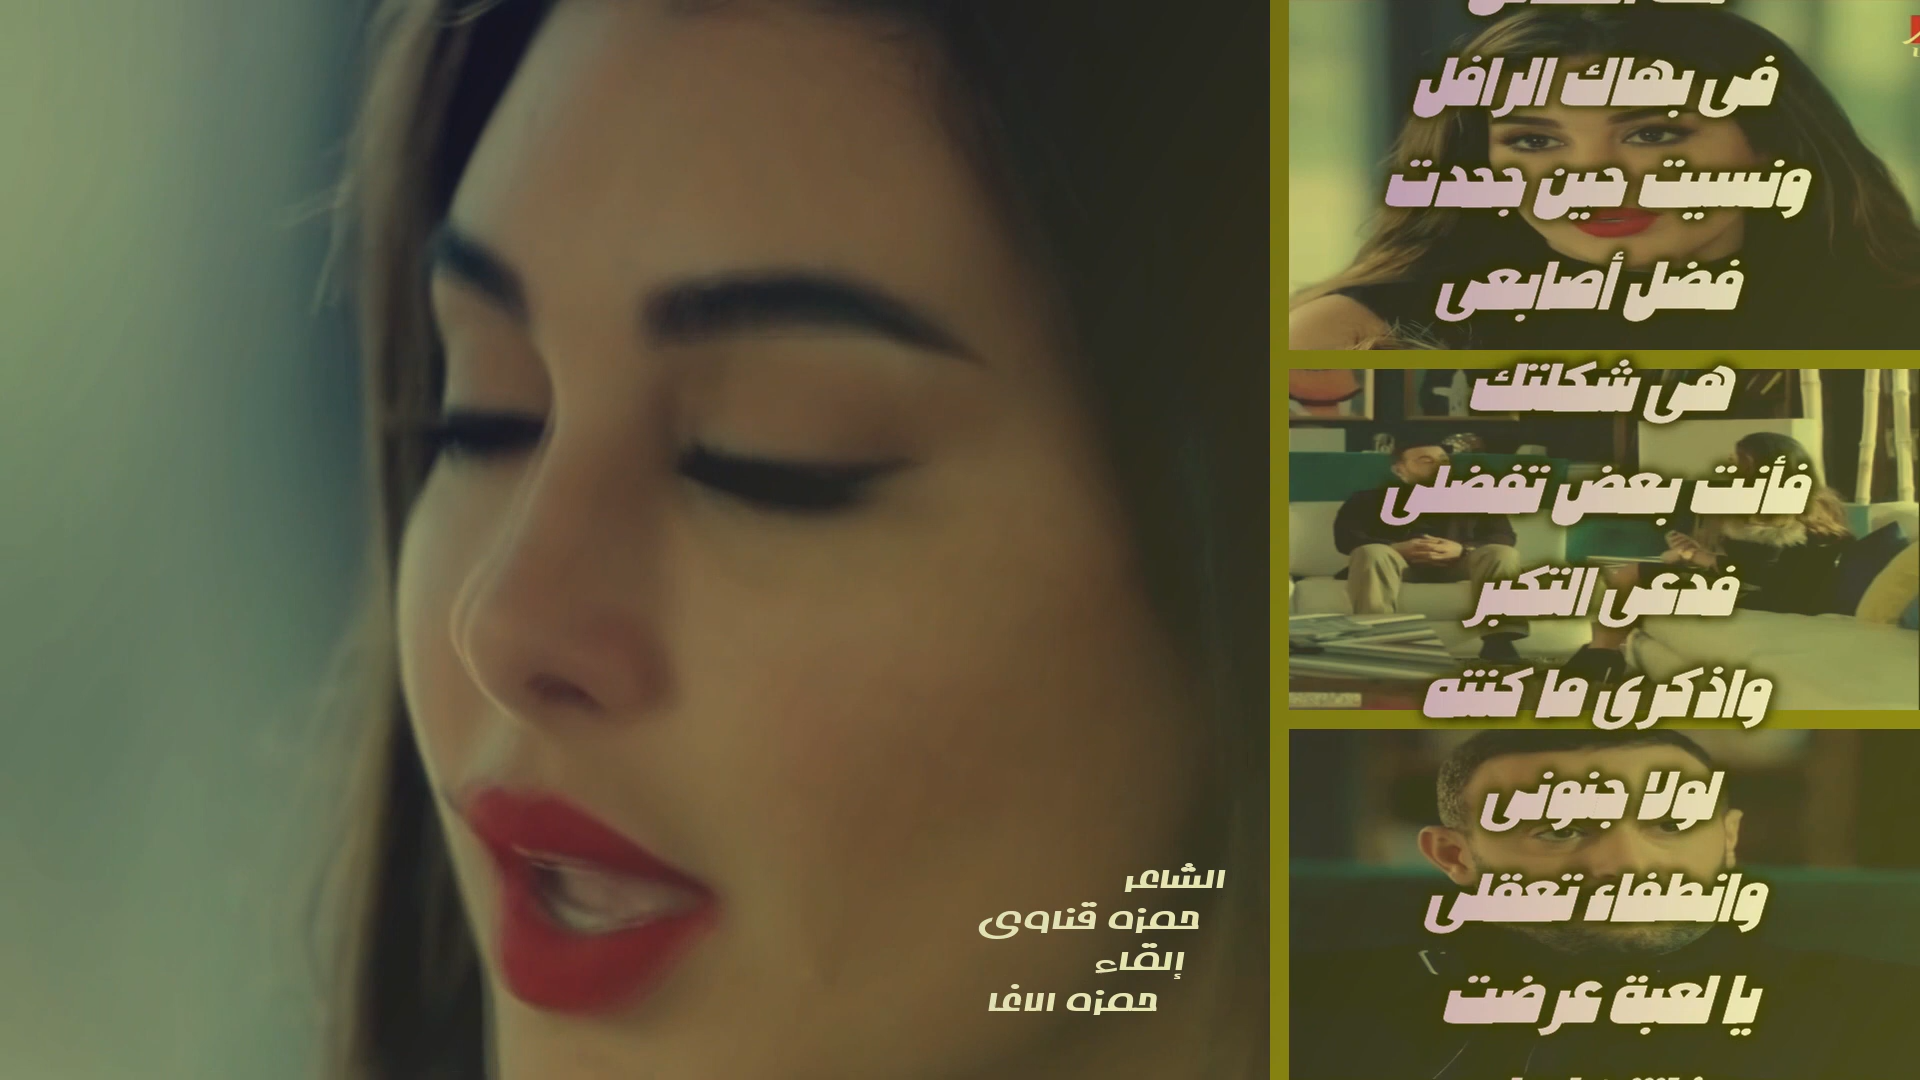 فى بهاك الرافل
ونسيت حين جحدت
فضل أصابعى
هى شكلتك
فأنت بعض تفضلى
فدعى التكبر
واذكرى ما كنته
لولا جنونى
وانطفاء تعقلى
يا لعبة عرضت
الشاعر
حمزه قناوى
إلقاء
حمزه الاغا